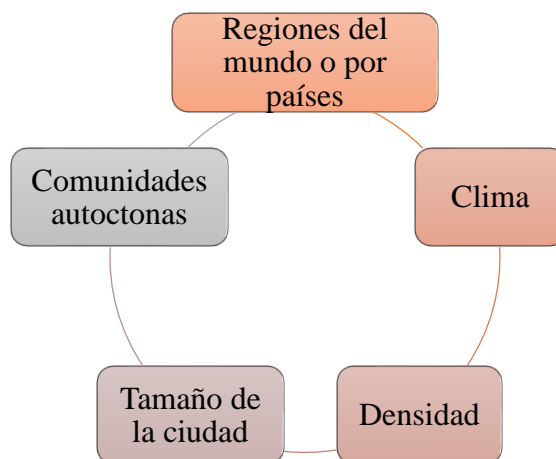 Regiones del
mundo o por
países
Clima
Densidad
Tamaño de
la ciudad
Comunidades
autoctonas